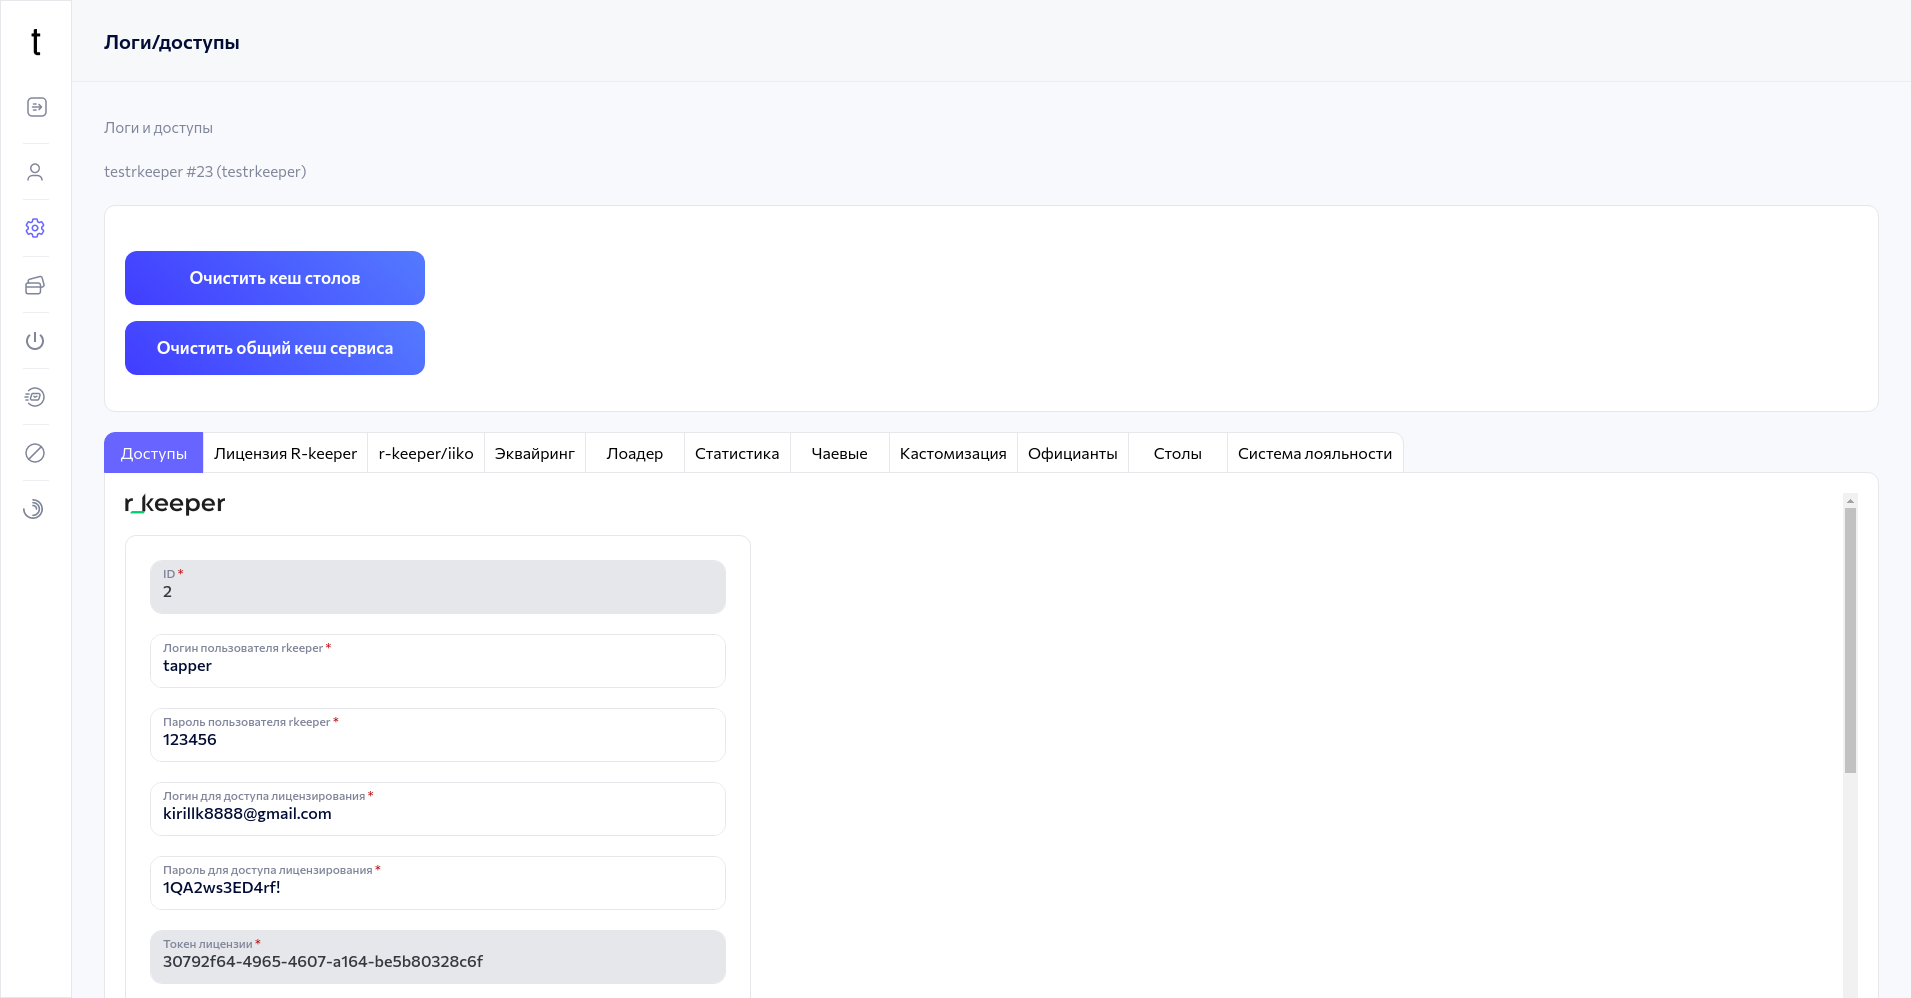 t
Логи/доступы
Логи и доступы
testrkeeper #23 (testrkeeper)
Очистить кеш столов
Очистить общий кеш сервиса
Доступы Лицензия R-keeper r-keeper/iiko Эквайринг Лоадер Статистика Чаевые Кастомизация Официанты Столы Система лояльности
r_keeper
ID *
2
Логин пользователя rkeeper *
tapper
Пароль пользователя rkeeper *
123456
Логин для доступа лицензирования *
kirillk8888@gmail.com
Пароль для доступа лицензирования *
1QA2ws3ED4rf!
Токен лицензии *
30792f64-4965-4607-a164-be5b80328c6f